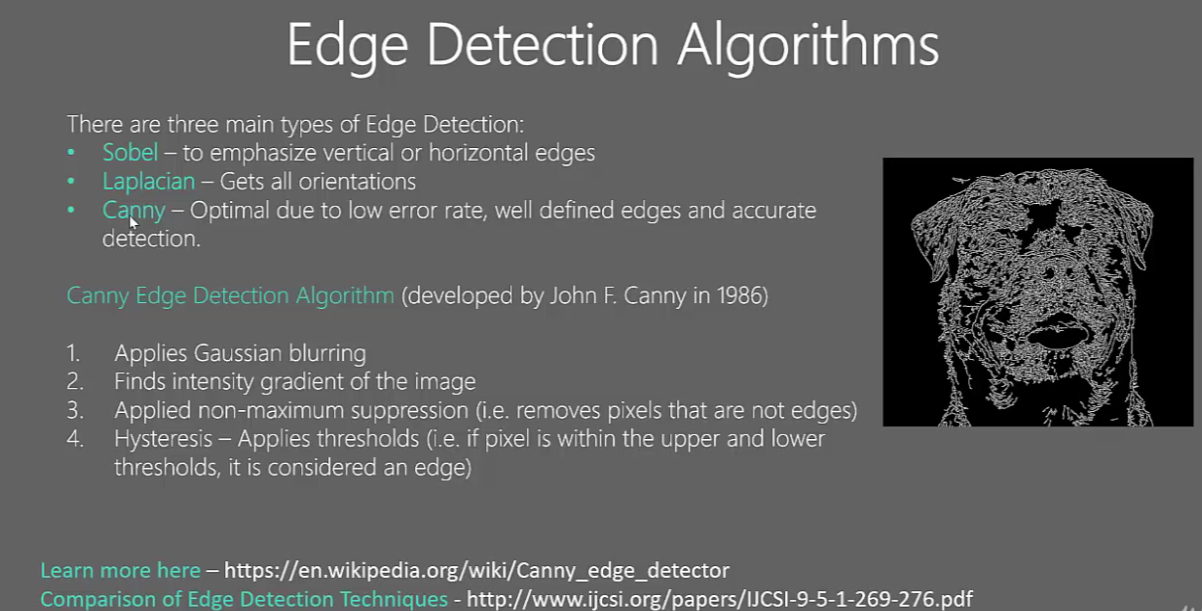 Edge Detection Algorithms
There are three main types of Edge Detection:
• Sobel – to emphasize vertical or horizontal edges
• Laplacian – Gets all orientations
• Canny – Optimal due to low error rate, well defined edges and accurate
detection.
Canny Edge Detection Algorithm (developed by John F. Canny in 1986)
1. Applies Gaussian blurring
2. Finds intensity gradient of the image
3. Applied non-maximum suppression (i.e. removes pixels that are not edges)
4. Hysteresis – Applies thresholds (i.e. if pixel is within the upper and lower
thresholds, it is considered an edge)
Learn more here – https://en.wikipedia.org/wiki/Canny_edge_detector
Comparison of Edge Detection Techniques - http://www.ijcsi.org/papers/IJCSI-9-5-1-269-276.pdf